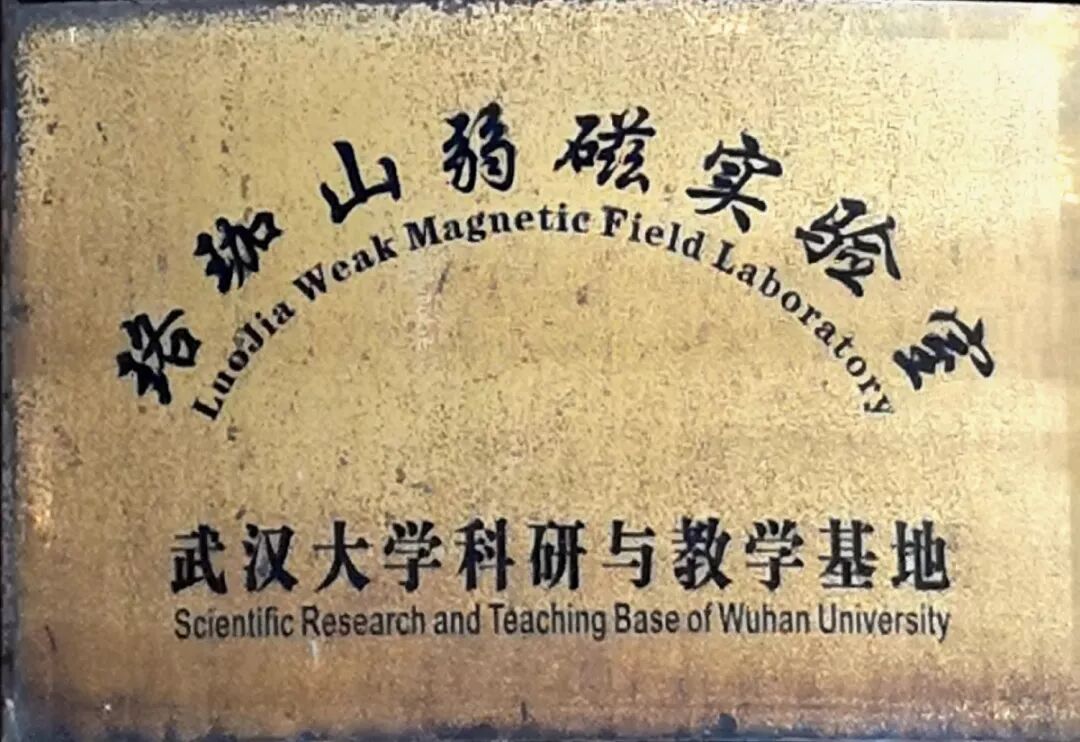 珞珈山弱磁实验室
LuoJia Weak Magnetic Field Laboratory
武汉大学科研与教学基地
Scientific Research and Teaching Base of Wuhan University